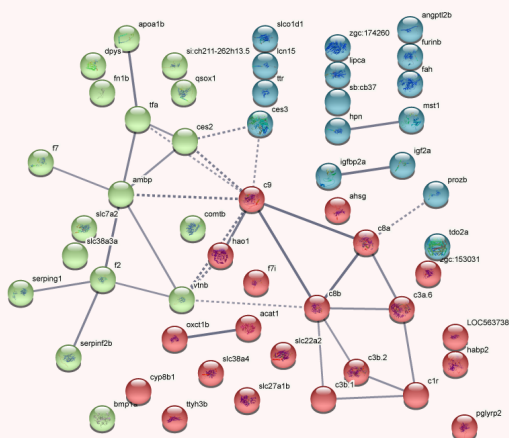 apoa1b
si:ch211-262h13.5
slco1d1
zgc:174260
angptl2b
dpys
lcn15
lipca
furinb
fn1b
qsox1
ttr
sb:cb37
fah
tfa
ces2
ces3
hpn
mst1
f7
ambp
igfbp2a
igf2a
c9
ahsg
prozb
slc7a2
comtb
c8a
tdo2a
slc38a3a
hao1
zgc:153031
f2
f7i
serping1
vtnb
c8b
c3a.6
oxct1b
acat1
LOC563738
slc22a2
serpinf2b
c3b.2
habp2
cyp8b1
slc38a4
slc27a1b
c3b.1
c1r
ttyh3b
pglyrp2